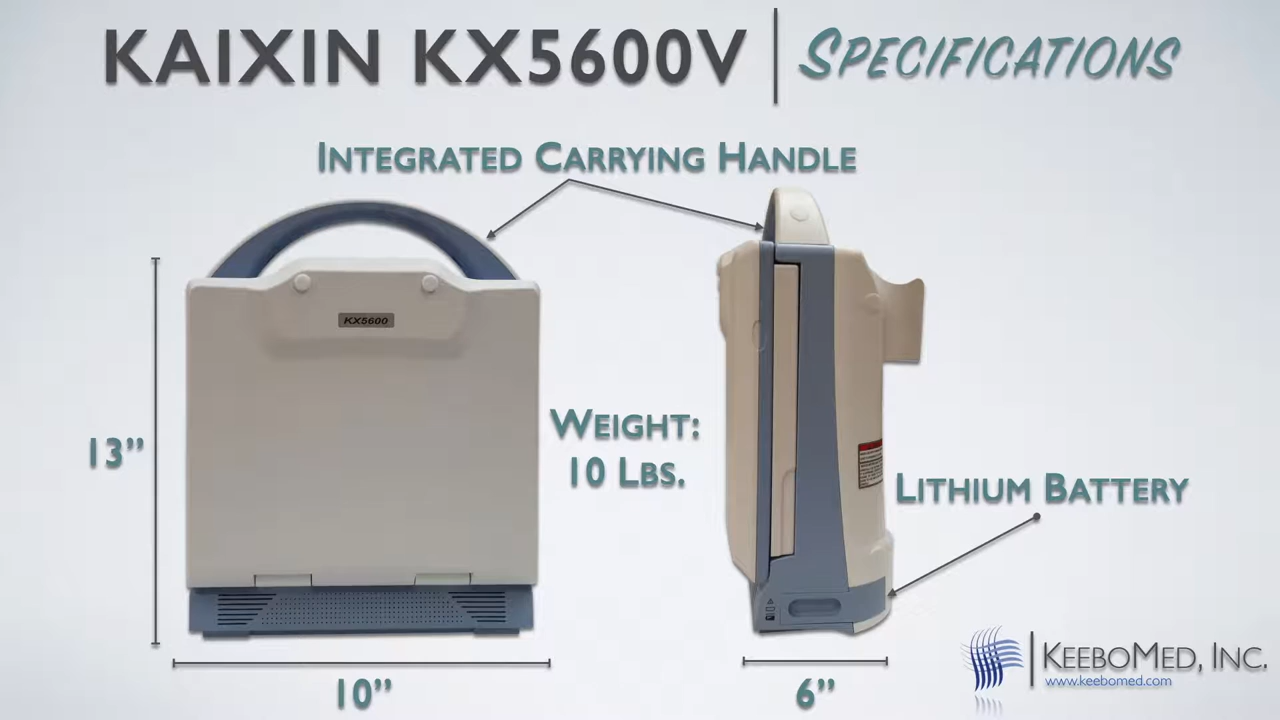 KAIXIN KX5600V | SPECIFICATIONS
INTEGRATED CARRYING HANDLE
KX5600
13”
WEIGHT:
10 LBS.
LITHIUM BATTERY
10”
6”
KEEBOMED, INC.
www.keebomed.com